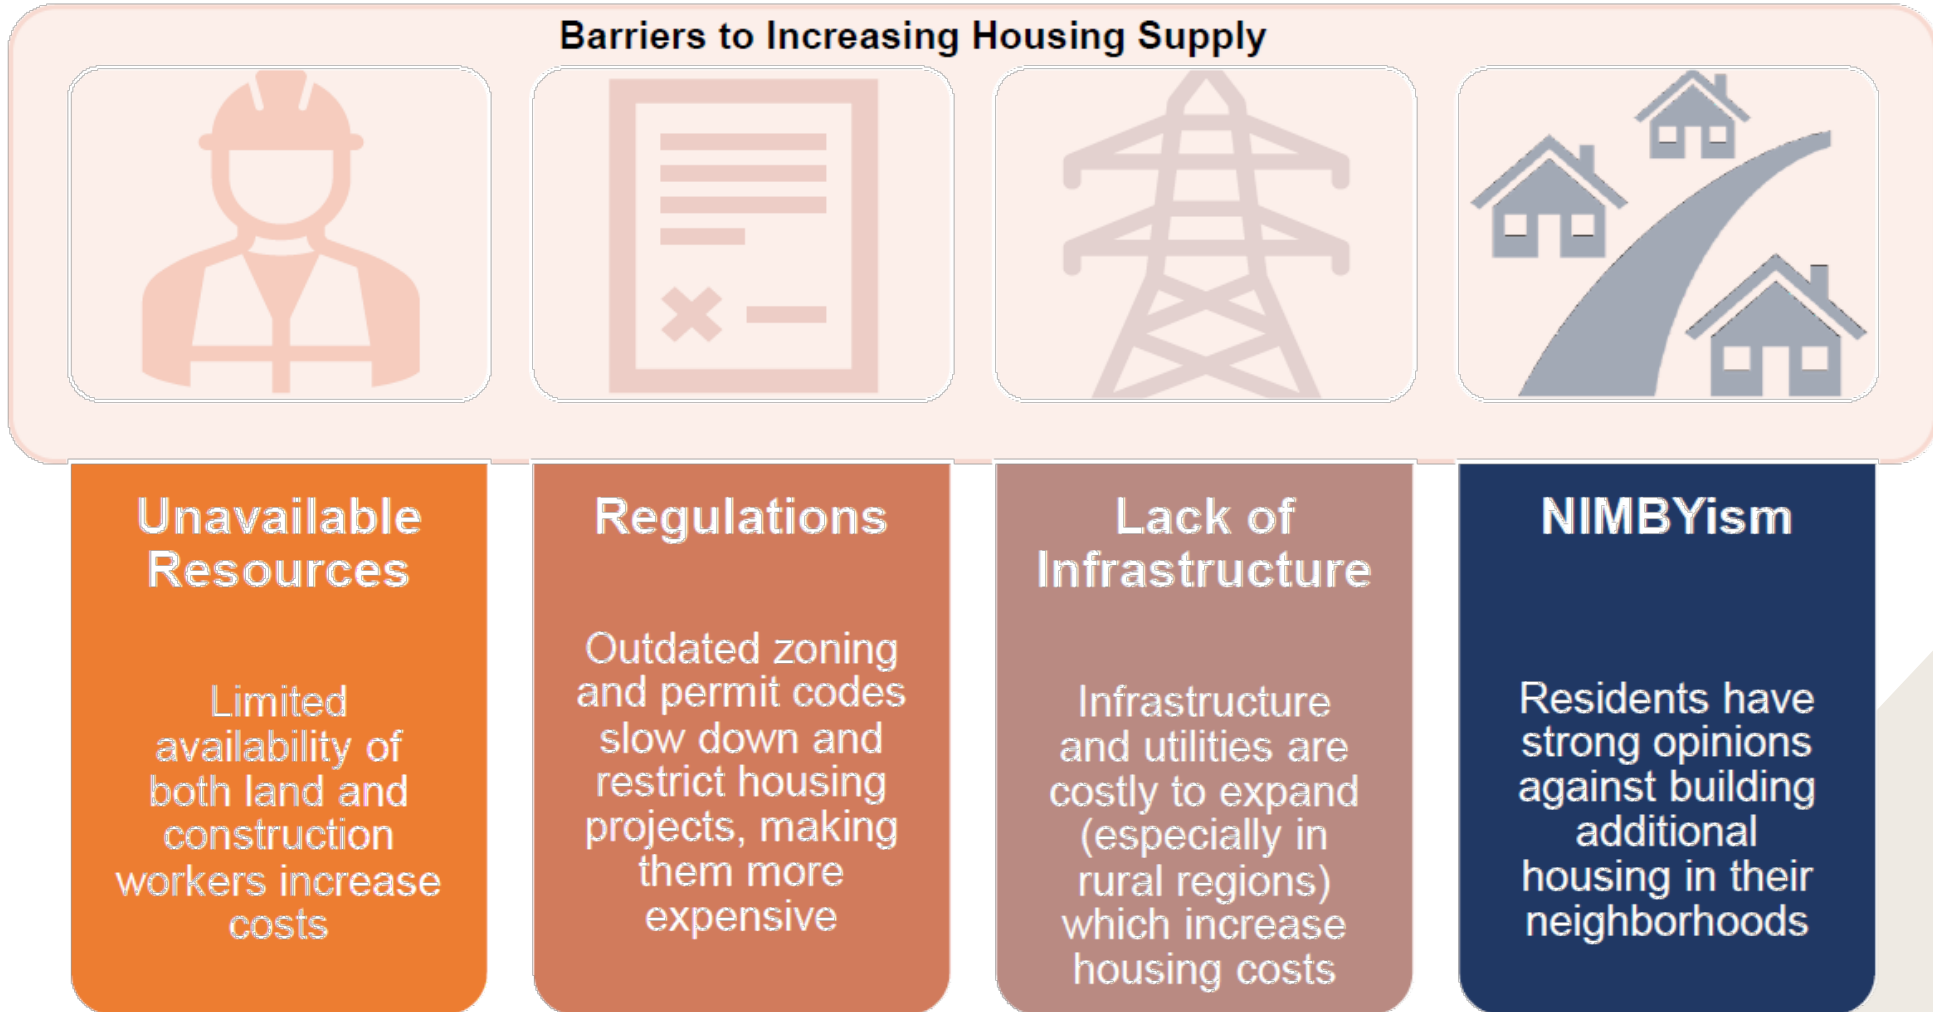 Barriers to Increasing Housing Supply
Unavailable
Resources
Limited
availability of
both land and
construction
workers increase
costs
Regulations
Outdated zoning
and permit codes
slow down and
restrict housing
projects, making
them more
expensive
Lack of
Infrastructure
Infrastructure
and utilities are
costly to expand
(especially in
rural regions)
which increase
housing costs
NIMBYism
Residents have
strong opinions
against building
additional
housing in their
neighborhoods